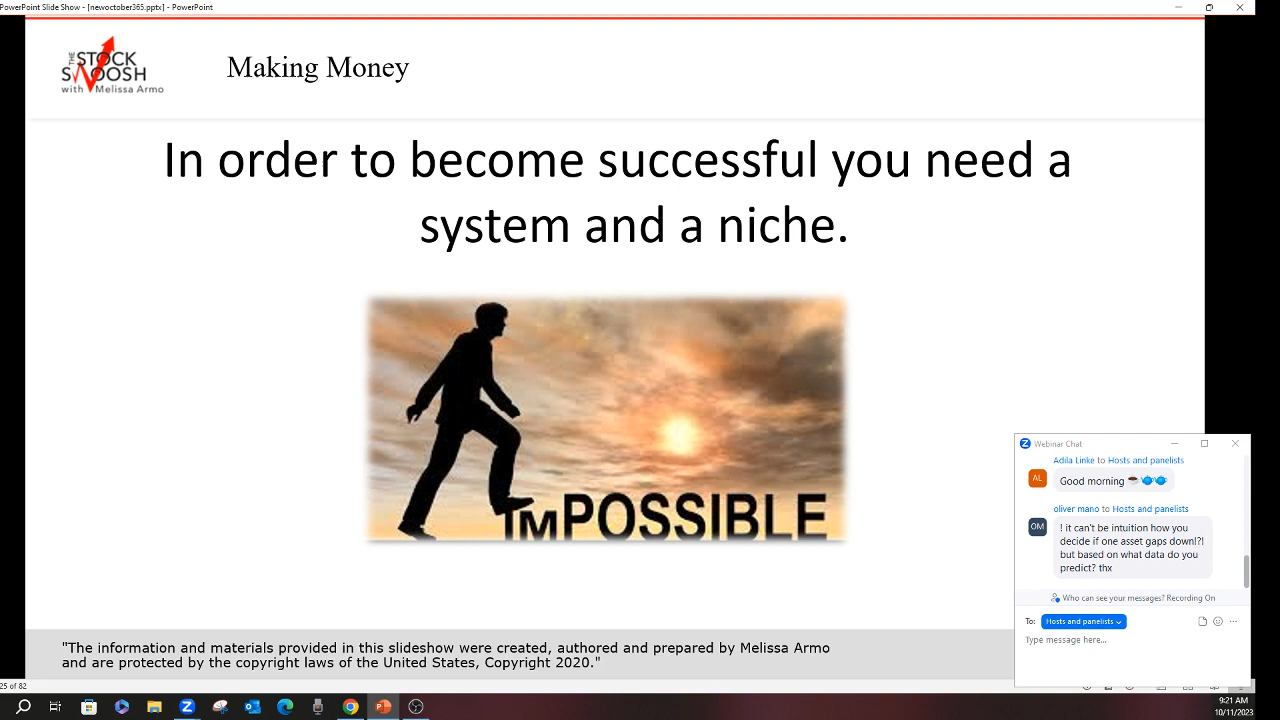 PowerPoint Slide Show - [newoctober365.pptx] - PowerPoint
THE STOCK
SWOOSH
with Melissa Armo
Making Money
In order to become successful you need a
system and a niche.
IMPOSSIBLE
Webinar Chat
Adila Linke to Hosts and panelists
AL
Good morning
oliver mano to Hosts and panelists
OM
! it can't be intuition how you
decide if one asset gaps down!?!
but based on what data do you
predict? thx
Who can see your messages? Recording On
To: Hosts and panelists
Type message here...
"The information and materials provided in this slideshow were created, authored and prepared by Melissa Armo
and are protected by the copyright laws of the United States, Copyright 2020."
25 of 82
9:21 AM
10/11/2023